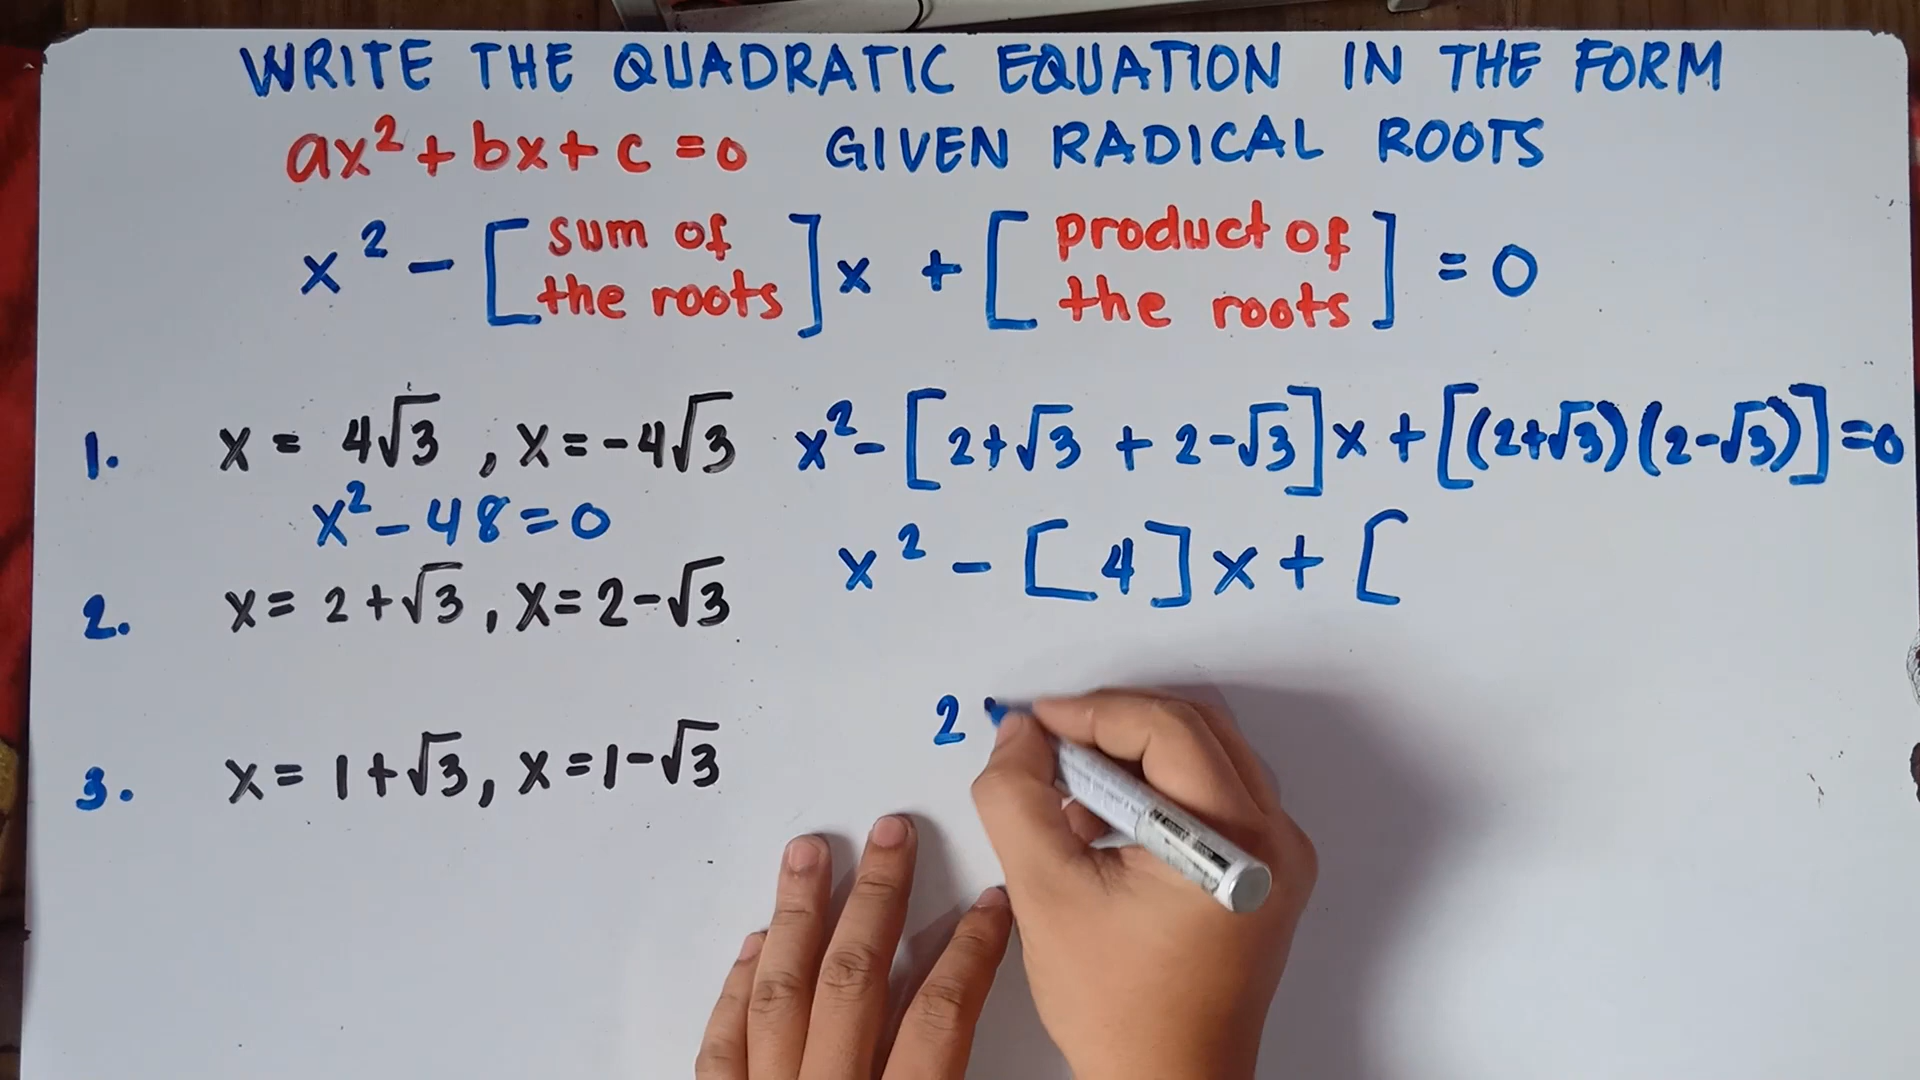 WRITE THE QUADRATIC EQUATION IN THE FORM
ax² + bx + c = 0 GIVEN RADICAL ROOTS
x² - [sum of the roots]x + [product of the roots] = 0
1. x = 4√3 , x = -4√3
x² - 48 = 0
2. x = 2 + √3 , x = 2 - √3
3. x = 1 + √3 , x = 1 - √3
x² - [2 + √3 + 2 - √3]x + [(2+√3)(2-√3)] = 0
x² - [4]x + [
2